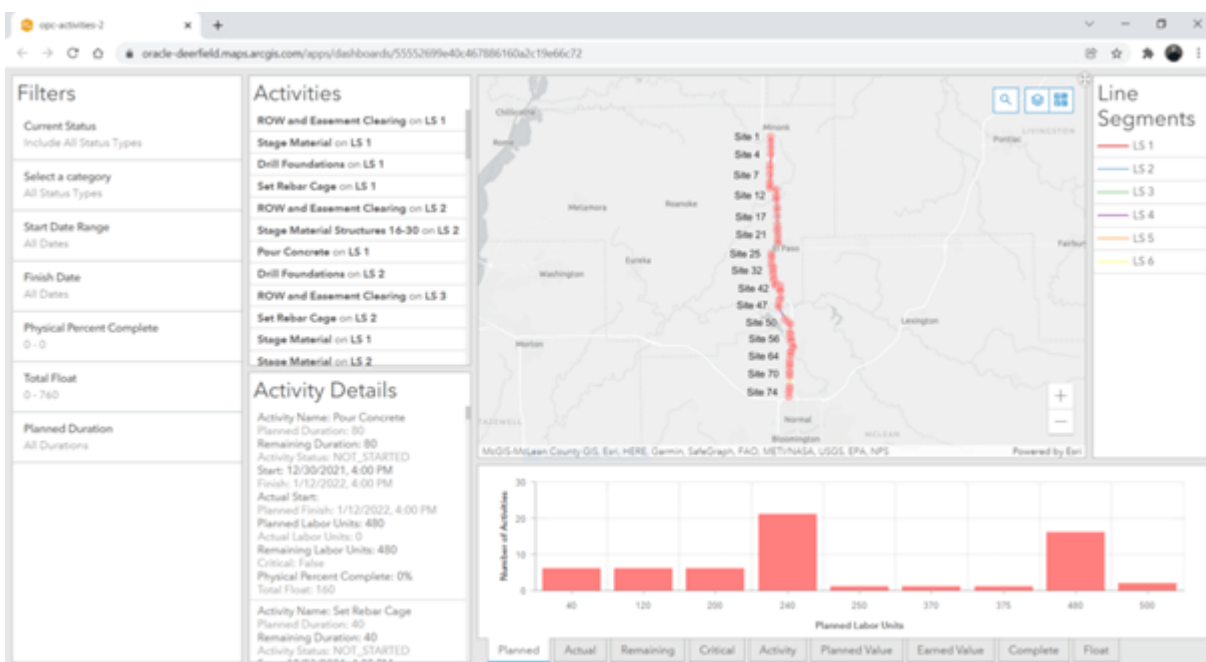 opc-activities-2
oracle-deerfield.maps.arcgis.com/apps/dashboards/55552699e40c467886160a2c19e66c72
Filters
Current Status
Include All Status Types
Select a category
All Status Types
Start Date Range
All Dates
Finish Date
All Dates
Physical Percent Complete
0 - 0
Total Float
0 - 760
Planned Duration
All Durations
Activities
ROW and Easement Clearing on LS 1
Stage Material on LS 1
Drill Foundations on LS 1
Set Rebar Cage on LS 1
ROW and Easement Clearing on LS 2
Stage Material Structures 16-30 on LS 2
Pour Concrete on LS 1
Drill Foundations on LS 2
ROW and Easement Clearing on LS 3
Set Rebar Cage on LS 2
Stage Material on LS 1
Stage Material on LS 2
Activity Details
Activity Name: Pour Concrete
Planned Duration: 80
Remaining Duration: 80
Activity Status: NOT_STARTED
Start: 12/30/2021, 4:00 PM
Finish: 1/12/2022, 4:00 PM
Actual Start:
Planned Finish: 1/12/2022, 4:00 PM
Planned Labor Units: 480
Actual Labor Units: 0
Remaining Labor Units: 480
Critical: False
Physical Percent Complete: 0%
Total Float: 160
Activity Name: Set Rebar Cage
Planned Duration: 40
Remaining Duration: 40
Activity Status: NOT_STARTED
Chillicothe
Rome
Metamora
Roanoke
Eureka
Washington
Morton
TAZEWELL
Minonk
Pontiac
LIVINGSTON
El Paso
Fairbury
Lexington
Normal
Bloomington
MCLEAN
Site 1
Site 4
Site 7
Site 12
Site 17
Site 21
Site 25
Site 32
Site 42
Site 47
Site 50
Site 56
Site 64
Site 70
Site 74
+
−
McGIS-McLean County GIS, Esri, HERE, Garmin, SafeGraph, FAO, METI/NASA, USGS, EPA, NPS
Powered by Esri
Line
Segments
LS 1
LS 2
LS 3
LS 4
LS 5
LS 6
Number of Activities
30
20
10
0
40 120 200 240 250 370 375 480 500
Planned Labor Units
Planned Actual Remaining Critical Activity Planned Value Earned Value Complete Float